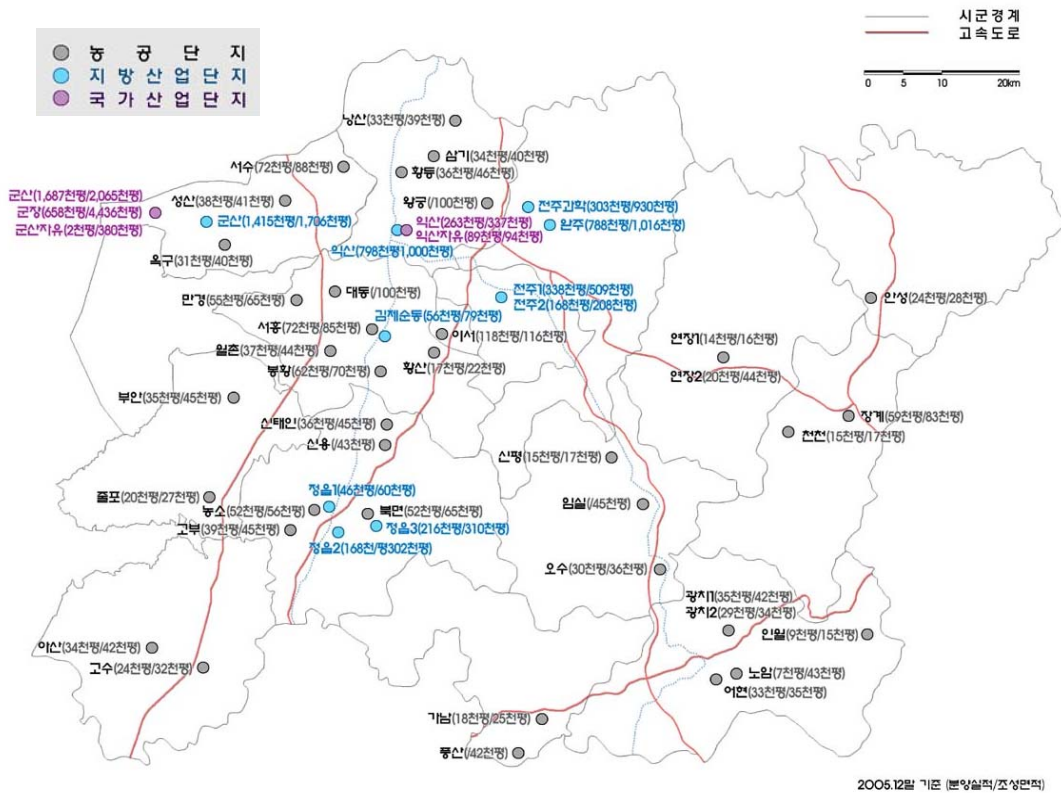 농공단지
지방산업단지
국가산업단지
시군경계
고속도로
0 5 10 20km
낭산(33천평/39천평)
삼기(34천평/40천평)
서수(72천평/88천평)
황등(36천평/46천평)
군산(1,687천평/2,065천평)
군장(658천평/4,436천평)
군산자유(2천평/380천평)
성산(38천평/41천평)
왕궁(/100천평)
전주과학(303천평/930천평)
군산(1,415천평/1,706천평)
익산(263천평/337천평)
익산자유(89천평/94천평)
완주(788천평/1,016천평)
익산(798천평1,000천평)
옥구(31천평/40천평)
만경(55천평/65천평)
대동(/100천평)
전주1(338천평/509천평)
전주2(168천평/208천평)
안성(24천평/28천평)
김제순동(56천평/79천평)
서흥(72천평/85천평)
이서(118천평/116천평)
연장1(14천평/16천평)
월촌(37천평/44천평)
봉황(62천평/70천평)
황산(17천평/22천평)
연장2(20천평/44천평)
부안(35천평/45천평)
장계(59천평/83천평)
신태인(36천평/45천평)
천천(15천평/17천평)
신용(/43천평)
신평(15천평/17천평)
줄포(20천평/27천평)
정읍1(46천평/60천평)
농소(52천평/56천평)
북면(52천평/65천평)
임실(/45천평)
고부(39천평/45천평)
정읍3(216천평/310천평)
정읍2(168천/평302천평)
오수(30천평/36천평)
광치1(35천평/42천평)
광치2(29천평/34천평)
인월(9천평/15천평)
아산(34천평/42천평)
고수(24천평/32천평)
노암(7천평/43천평)
어현(33천평/35천평)
가남(18천평/25천평)
풍산(/42천평)
2005.12말 기준 (분양실적/조성면적)